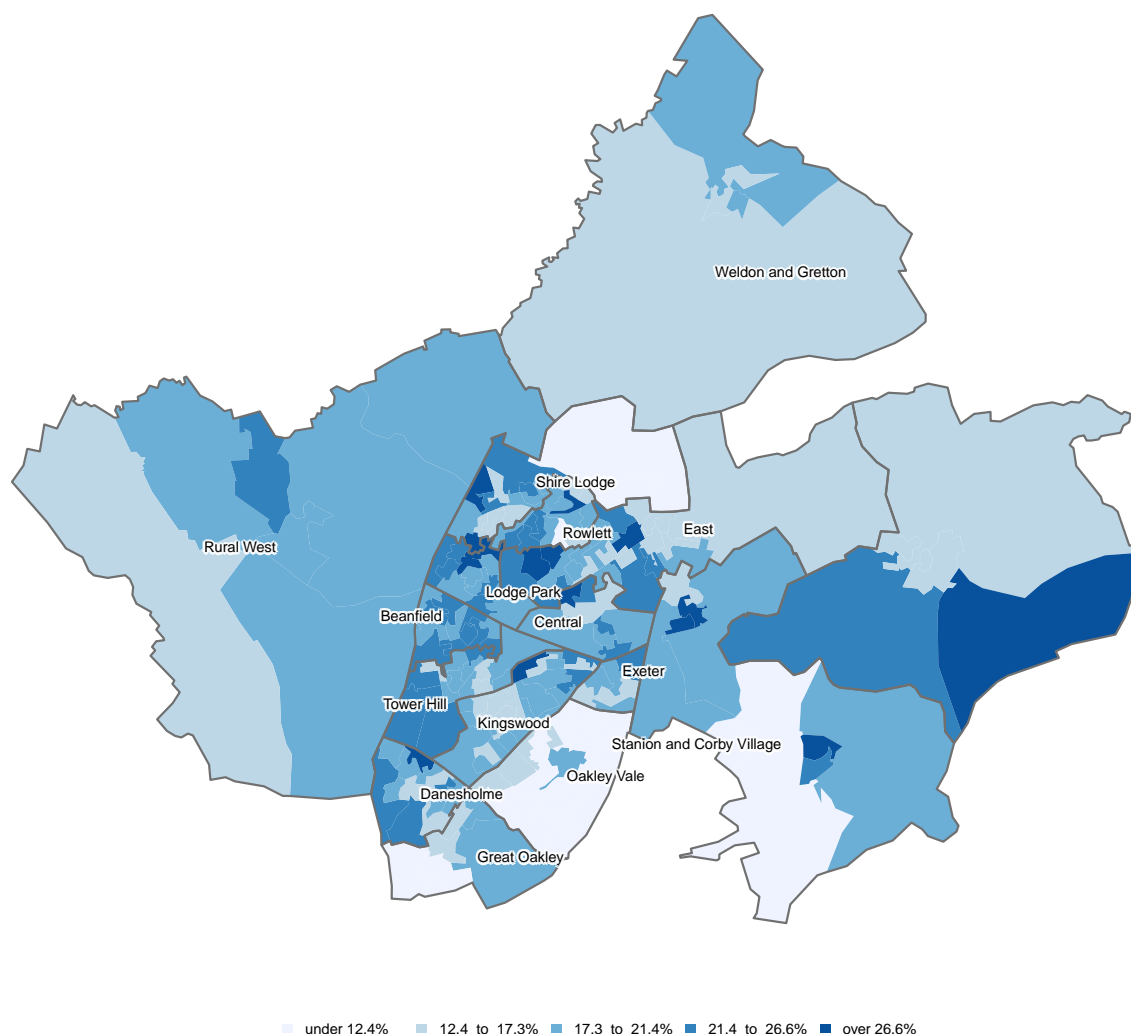 Weldon and Gretton
Shire Lodge
Rowlett
East
Rural West
Lodge Park
Beanfield
Central
Exeter
Tower Hill
Kingswood
Stanion and Corby Village
Oakley Vale
Danesholme
Great Oakley
under 12.4% 12.4 to 17.3% 17.3 to 21.4% 21.4 to 26.6% over 26.6%